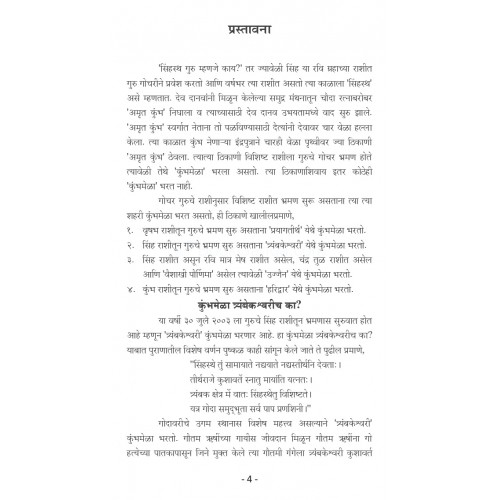 प्रस्तावना
'सिंहस्थ गुरु म्हणजे काय?' तर ज्यावेळी सिंह या रवि ग्रहाच्या राशीत
गुरु गोचरीने प्रवेश करतो आणि वर्षभर त्या राशीत असतो त्या काळाला 'सिंहस्थ'
असे म्हणतात. देव दानवांनी मिळून केलेल्या समुद्र मंथनातून चौदा रत्नाबरोबर
'अमृत कुंभ' निघाला व त्याच्यासाठी देव दानव उभयतामध्ये वाद सुरु झाले.
'अमृत कुंभ' स्वर्गात नेताना तो पळविण्यासाठी दैत्यांनी देवावर चार वेळा हल्ला
केला. त्या काळात कुंभ नेणाऱ्या इंद्रपुत्राने चारही वेळा पृथ्वीवर ज्या ठिकाणी
'अमृत कुंभ' ठेवला. त्यात्या ठिकाणी विशिष्ट राशीला गुरुचे गोचर भ्रमण होते
त्यावेळी तेथे 'कुंभमेळा' भरला असतो. त्या ठिकाणाशिवाय इतर कोठेही
'कुंभमेळा' भरत नाही.
गोचर गुरुचे राशीनुसार विशिष्ट राशीत भ्रमण सुरू असताना त्या त्या
शहरी कुंभमेळा भरत असतो, ही ठिकाणे खालीलप्रमाणे,
१. वृषभ राशीतून गुरुचे भ्रमण सुरु असताना 'प्रयागतीर्थ' येथे कुंभमेळा भरतो.
२. सिंह राशीतून गुरुचे भ्रमण सुरु असताना 'त्र्यंबकेश्वरी' येथे कुंभमेळा भरतो.
३. सिंह राशीत असून रवि मात्र मेष राशीत असेल, चंद्र तुळ राशीत असेल
आणि 'वैशाखी पौर्णिमा' असेल त्यावेळी 'उज्जैन' येथे कुंभमेळा भरतो.
४. कुंभ राशीतून गुरुचे भ्रमण सुरु असताना 'हरिद्वार' येथे कुंभमेळा भरतो.
कुंभमेळा त्र्यंबकेश्वरीच का?
या वर्षी ३० जुलै २००३ ला गुरुचे सिंह राशीतून भ्रमणास सुरुवात होत
आहे म्हणून 'त्र्यंबकेश्वरी' कुंभमेळा भरणार आहे. हा कुंभमेळा त्र्यंबकेश्वरीच का?
याबाबत पुराणातील विशेष वर्णन पुष्कळ काही सांगून केले जाते ते पुढील प्रमाणे,
"सिंहस्थे तुं सामायाते नद्यायाते नद्यस्तीर्थानि देवताः।
तीर्थराजे कुशावर्ते स्नातु मायांति यत्नतः।
त्र्यंबक क्षेत्र में वातः सिंहस्थेतु विशिष्टते।
यत्र गोदा समुद्भूता सर्व पाप प्रणशिनी।"
गोदावरीचे उगम स्थानास विशेष महत्त्व असल्याने 'त्र्यंबकेश्वरी'
कुंभमेळा भरतो. गौतम ऋषींच्या गायीस जीवदान मिळून गौतम ऋषींना गो
हत्येच्या पातकापासून जिने मुक्त केले त्या गौतमी गंगेला त्र्यंबकेश्वरी कुशावर्त
- 4 -